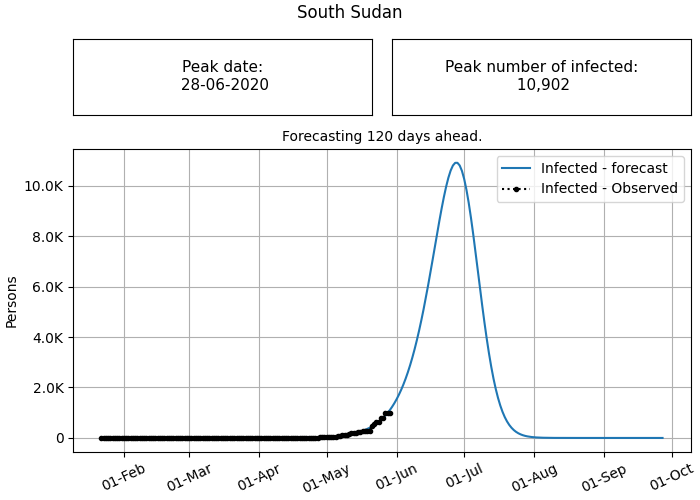 South Sudan
Peak date:
28-06-2020
Peak number of infected:
10,902
Forecasting 120 days ahead.
Infected - forecast
Infected - Observed
10.0K
8.0K
6.0K
4.0K
2.0K
0
Persons
01-Feb
01-Mar
01-Apr
01-May
01-Jun
01-Jul
01-Aug
01-Sep
01-Oct